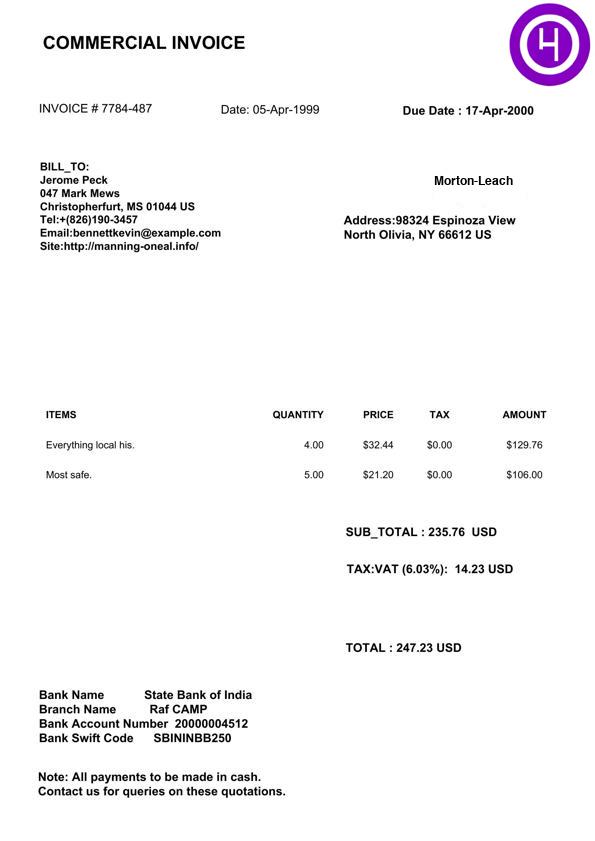 COMMERCIAL INVOICE
INVOICE # 7784-487 Date: 05-Apr-1999 Due Date : 17-Apr-2000
BILL_TO:
Jerome Peck
047 Mark Mews
Christopherfurt, MS 01044 US
Tel:+(826)190-3457
Email:bennettkevin@example.com
Site:http://manning-oneal.info/
Morton-Leach
Address:98324 Espinoza View
North Olivia, NY 66612 US
ITEMS QUANTITY PRICE TAX AMOUNT
Everything local his. 4.00 $32.44 $0.00 $129.76
Most safe. 5.00 $21.20 $0.00 $106.00
SUB_TOTAL : 235.76 USD
TAX:VAT (6.03%): 14.23 USD
TOTAL : 247.23 USD
Bank Name State Bank of India
Branch Name Raf CAMP
Bank Account Number 20000004512
Bank Swift Code SBININBB250
Note: All payments to be made in cash.
Contact us for queries on these quotations.